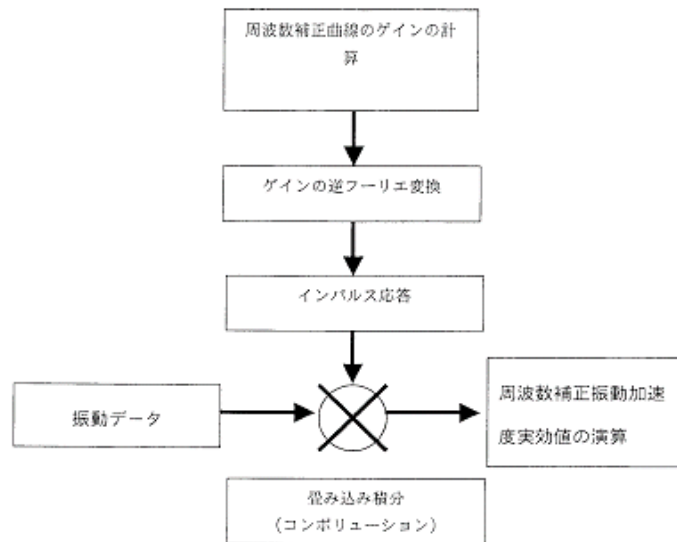 周波数補正曲線のゲインの計
算
ゲインの逆フーリエ変換
インパルス応答
振動データ
周波数補正振動加速
度実効値の演算
畳み込み積分
(コンボリューション)